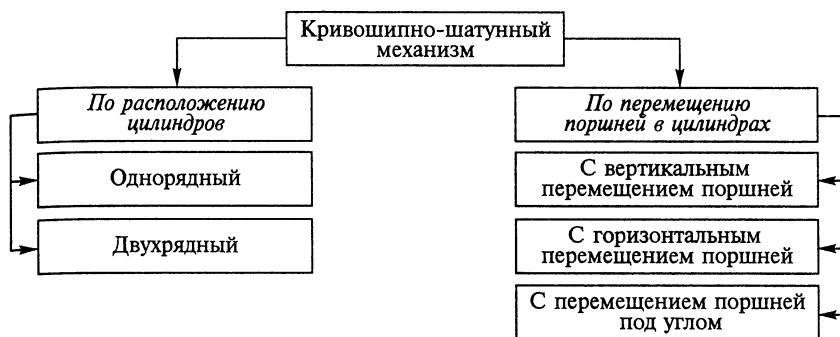 Кривошипно-шатунный
механизм
По расположению
цилиндров
Однорядный
Двухрядный
По перемещению
поршней в цилиндрах
С вертикальным
перемещением поршней
С горизонтальным
перемещением поршней
С перемещением поршней
под углом